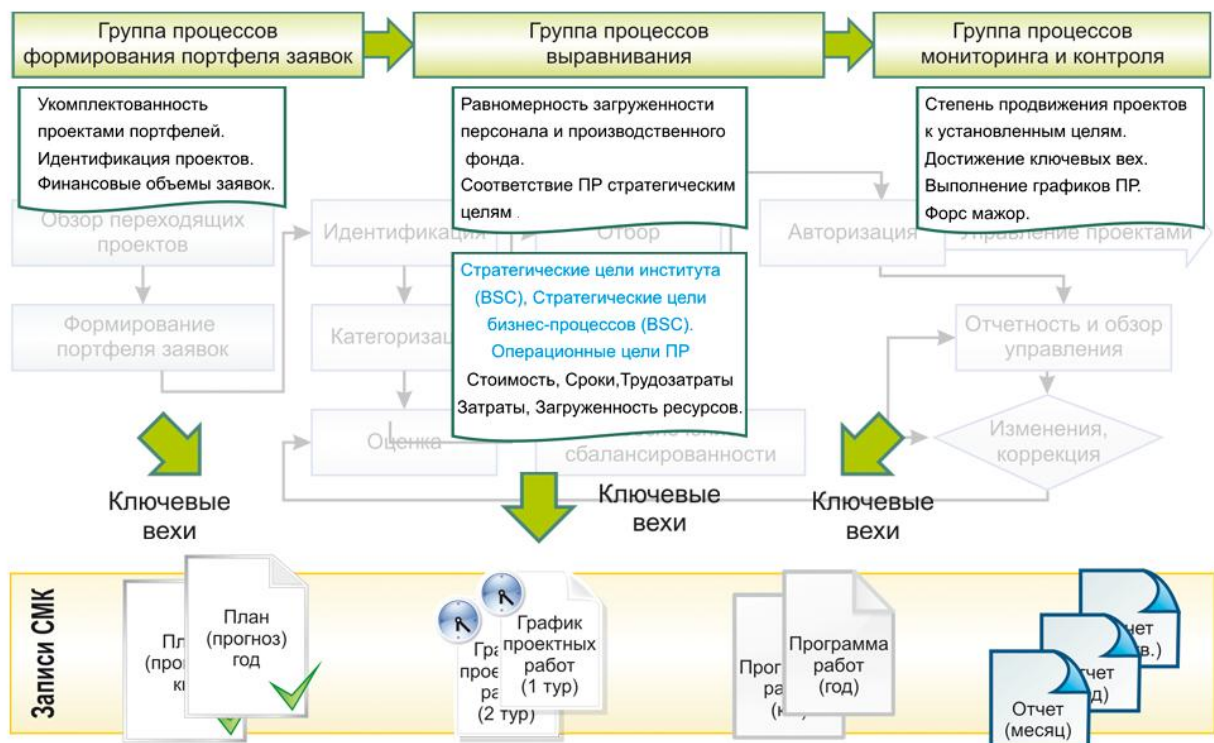 Группа процессов
формирования портфеля заявок
Группа процессов
выравнивания
Группа процессов
мониторинга и контроля
Укомплектованность
проектами портфелей.
Идентификация проектов.
Финансовые объемы заявок.
Равномерность загруженности
персонала и производственного
фонда.
Соответствие ПР стратегическим
целям .
Степень продвижения проектов
к установленным целям.
Достижение ключевых вех.
Выполнение графиков ПР.
Форс мажор.
Обзор переходящих
проектов
Идентификация
Отбор
Авторизация
Управление проектами
Стратегические цели института
(BSC), Стратегические цели
бизнес-процессов (BSC).
Операционные цели ПР
Стоимость, Сроки,Трудозатраты
Затраты, Загруженность ресурсов.
Формирование
портфеля заявок
Отчетность и обзор
управления
Оценка
сбалансированности
Изменения,
коррекция
Ключевые
вехи
Ключевые
вехи
Ключевые
вехи
Записи СМК
План
(прогноз)
год
График
проектных
работ
(1 тур)
(2 тур)
Программа
работ
(год)
Отчет
(месяц)